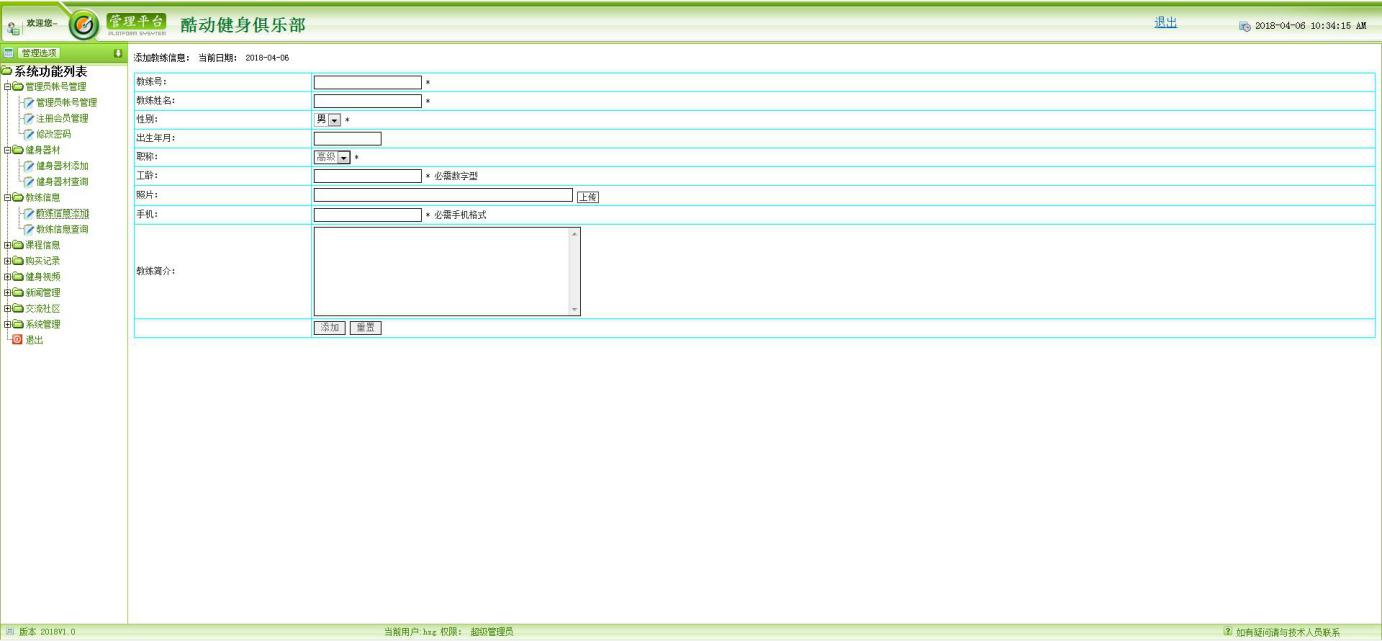 欢迎您-
管理平台
PLATFORM SYSYTEM
酷动健身俱乐部
退出
2018-04-06 10:34:15 AM
管理选项
系统功能列表
管理员帐号管理
管理员帐号管理
注册会员管理
修改密码
健身器材
健身器材添加
健身器材查询
教练信息
教练信息添加
教练信息查询
课程信息
购买记录
健身视频
新闻管理
交流社区
系统管理
退出
添加教练信息: 当前日期: 2018-04-06
教练号: *
教练姓名: *
性别: 男 *
出生年月:
职称: 高级 *
工龄: * 必需数字型
照片: 上传
手机: * 必需手机格式
教练简介:
添加 重置
版本 2018V1.0
当前用户:hxg 权限: 超级管理员
如有疑问请与技术人员联系